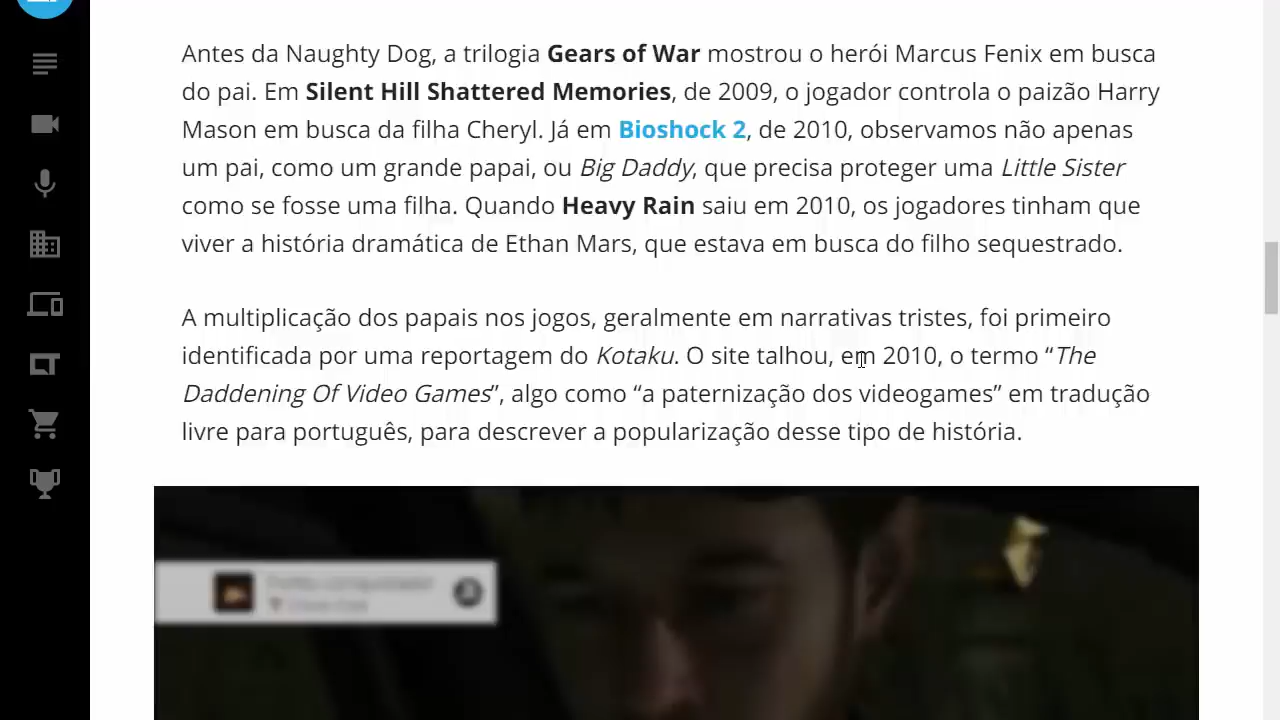 Antes da Naughty Dog, a trilogia Gears of War mostrou o herói Marcus Fenix em busca
do pai. Em Silent Hill Shattered Memories, de 2009, o jogador controla o paizão Harry
Mason em busca da filha Cheryl. Já em Bioshock 2, de 2010, observamos não apenas
um pai, como um grande papai, ou Big Daddy, que precisa proteger uma Little Sister
como se fosse uma filha. Quando Heavy Rain saiu em 2010, os jogadores tinham que
viver a história dramática de Ethan Mars, que estava em busca do filho sequestrado.
A multiplicação dos papais nos jogos, geralmente em narrativas tristes, foi primeiro
identificada por uma reportagem do Kotaku. O site talhou, em 2010, o termo “The
Daddening Of Video Games”, algo como “a paternização dos videogames” em tradução
livre para português, para descrever a popularização desse tipo de história.